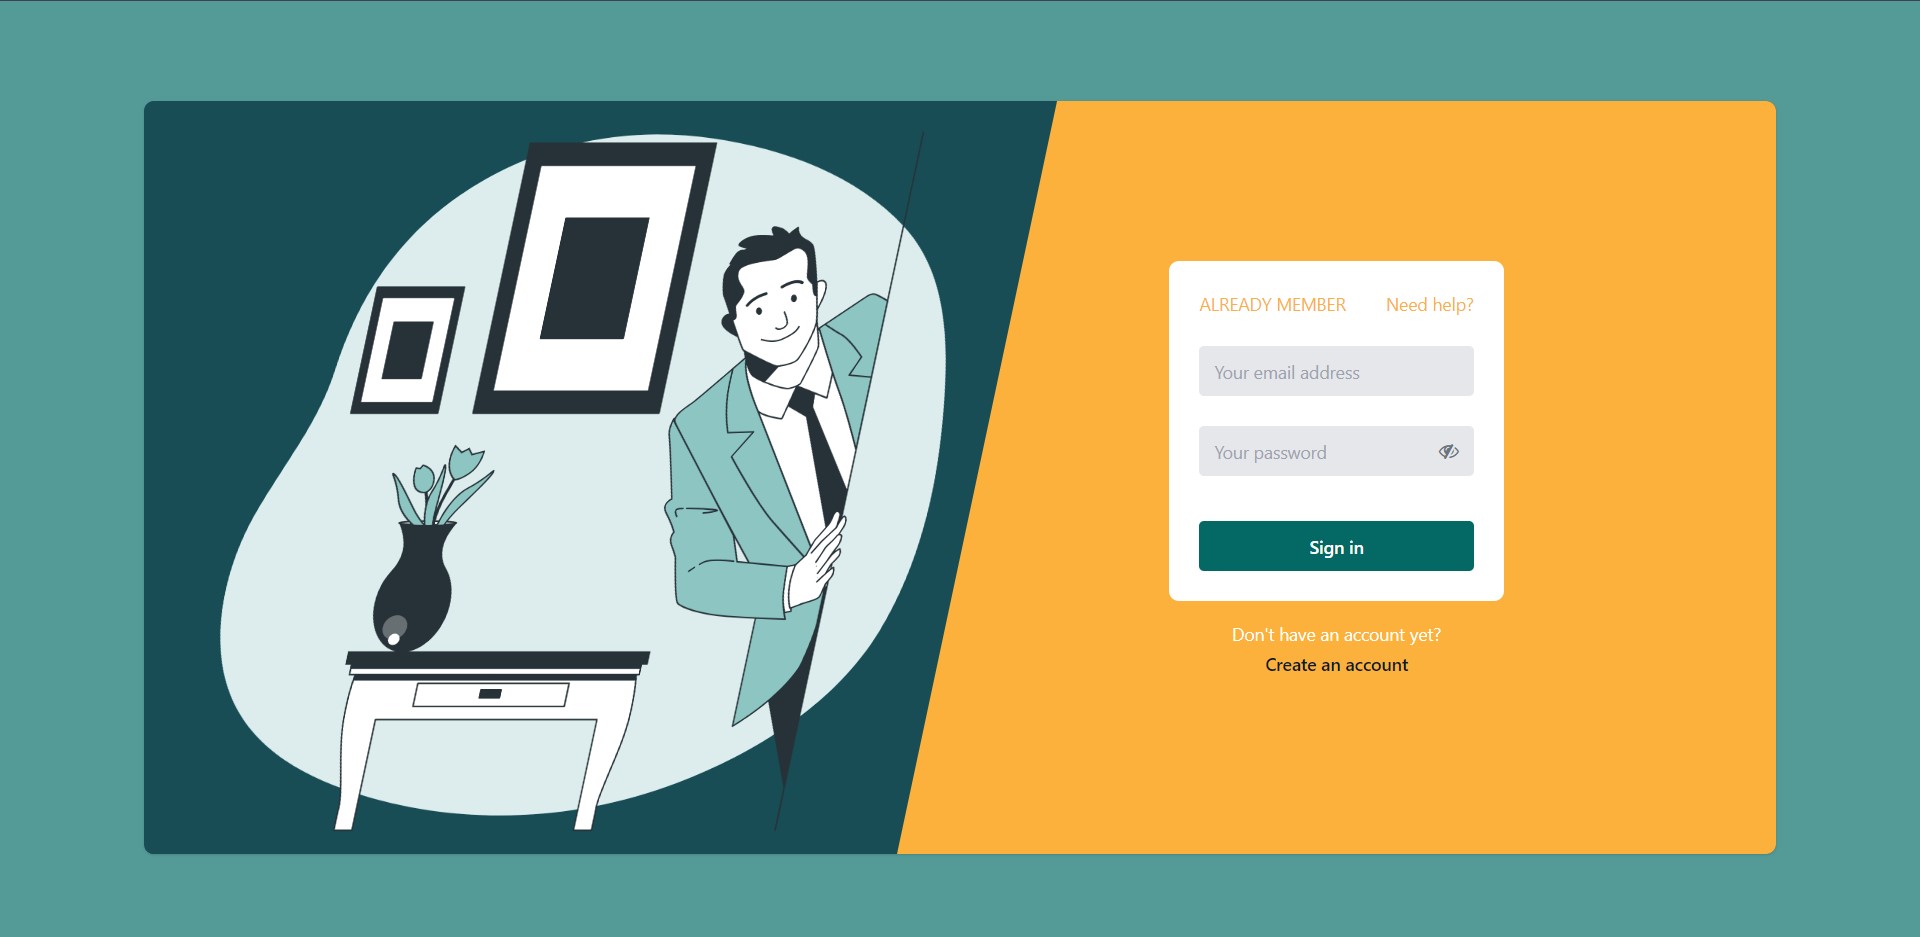 ALREADY MEMBER Need help?
Your email address
Your password
Sign in
Don't have an account yet?
Create an account